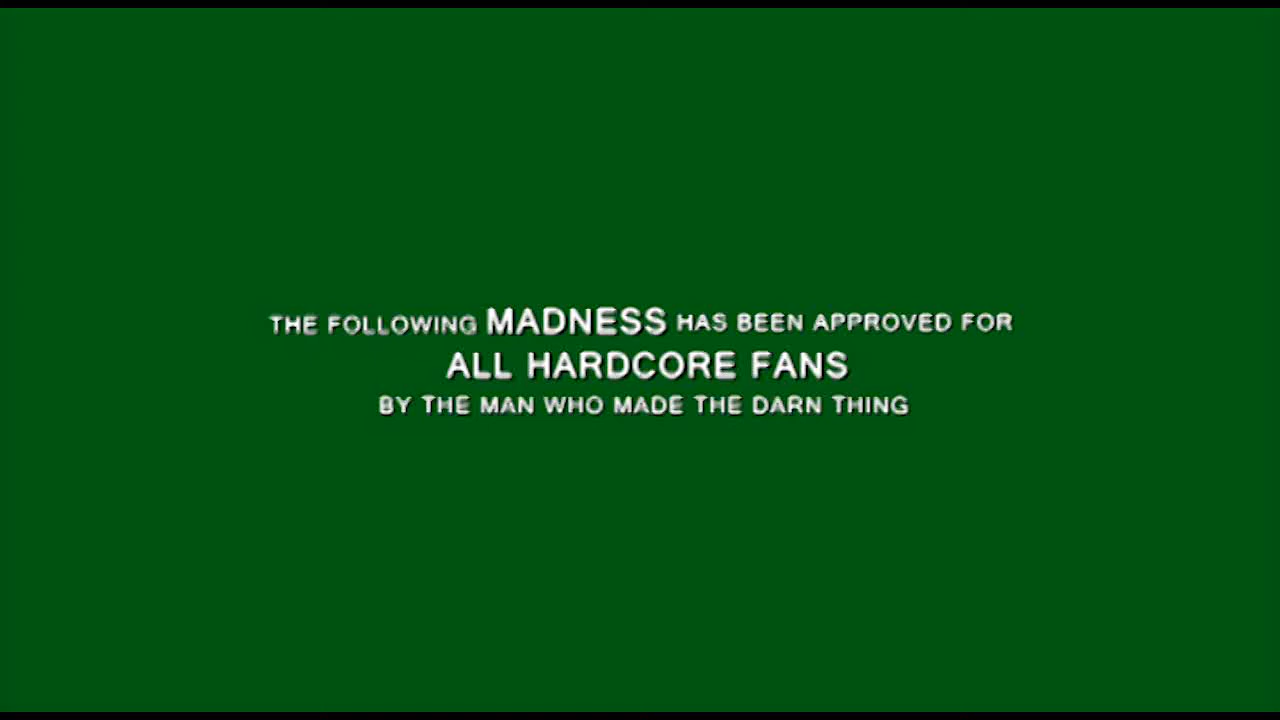 THE FOLLOWING MADNESS HAS BEEN APPROVED FOR
ALL HARDCORE FANS
BY THE MAN WHO MADE THE DARN THING